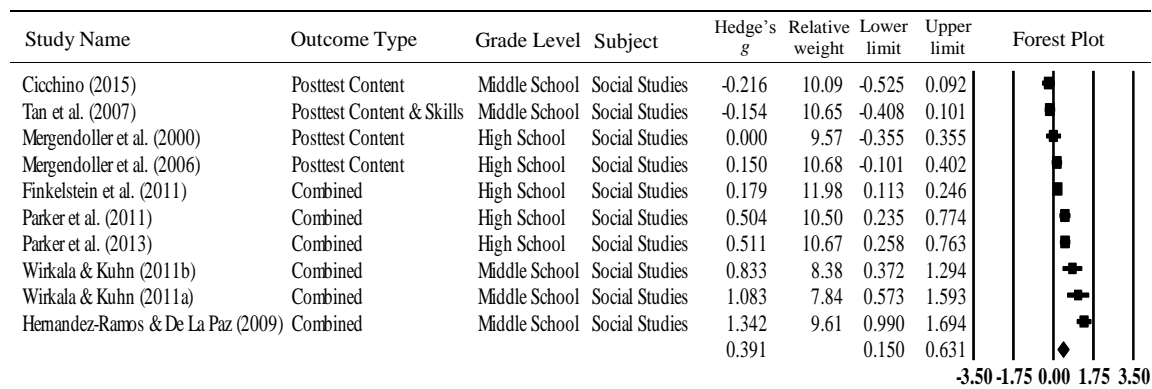 Study Name Outcome Type Grade Level Subject Hedge's g Relative weight Lower limit Upper limit Forest Plot
Cicchino (2015) Posttest Content Middle School Social Studies -0.216 10.09 -0.525 0.092
Tan et al. (2007) Posttest Content & Skills Middle School Social Studies -0.154 10.65 -0.408 0.101
Mergendoller et al. (2000) Posttest Content High School Social Studies 0.000 9.57 -0.355 0.355
Mergendoller et al. (2006) Posttest Content High School Social Studies 0.150 10.68 -0.101 0.402
Finkelstein et al. (2011) Combined High School Social Studies 0.179 11.98 0.113 0.246
Parker et al. (2011) Combined High School Social Studies 0.504 10.50 0.235 0.774
Parker et al. (2013) Combined High School Social Studies 0.511 10.67 0.258 0.763
Wirkala & Kuhn (2011b) Combined Middle School Social Studies 0.833 8.38 0.372 1.294
Wirkala & Kuhn (2011a) Combined Middle School Social Studies 1.083 7.84 0.573 1.593
Hernandez-Ramos & De La Paz (2009) Combined Middle School Social Studies 1.342 9.61 0.990 1.694
0.391 0.150 0.631
-3.50 -1.75 0.00 1.75 3.50